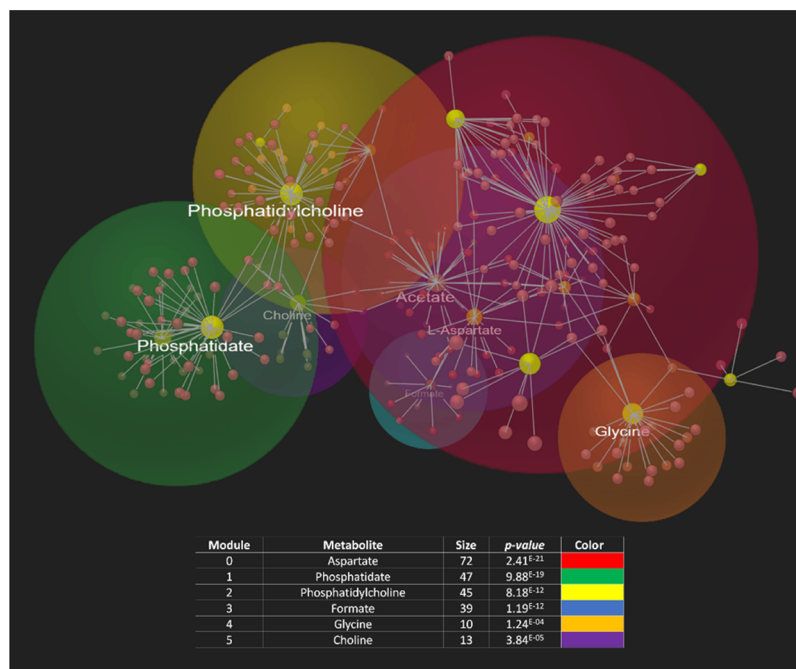 Phosphatidylcholine
Acetate
Choline
L-Aspartate
Phosphatidate
Formate
Glycine
Module Metabolite Size p-value Color
0 Aspartate 72 2.41E-21
1 Phosphatidate 47 9.88E-19
2 Phosphatidylcholine 45 8.18E-12
3 Formate 39 1.19E-12
4 Glycine 10 1.24E-04
5 Choline 13 3.84E-05